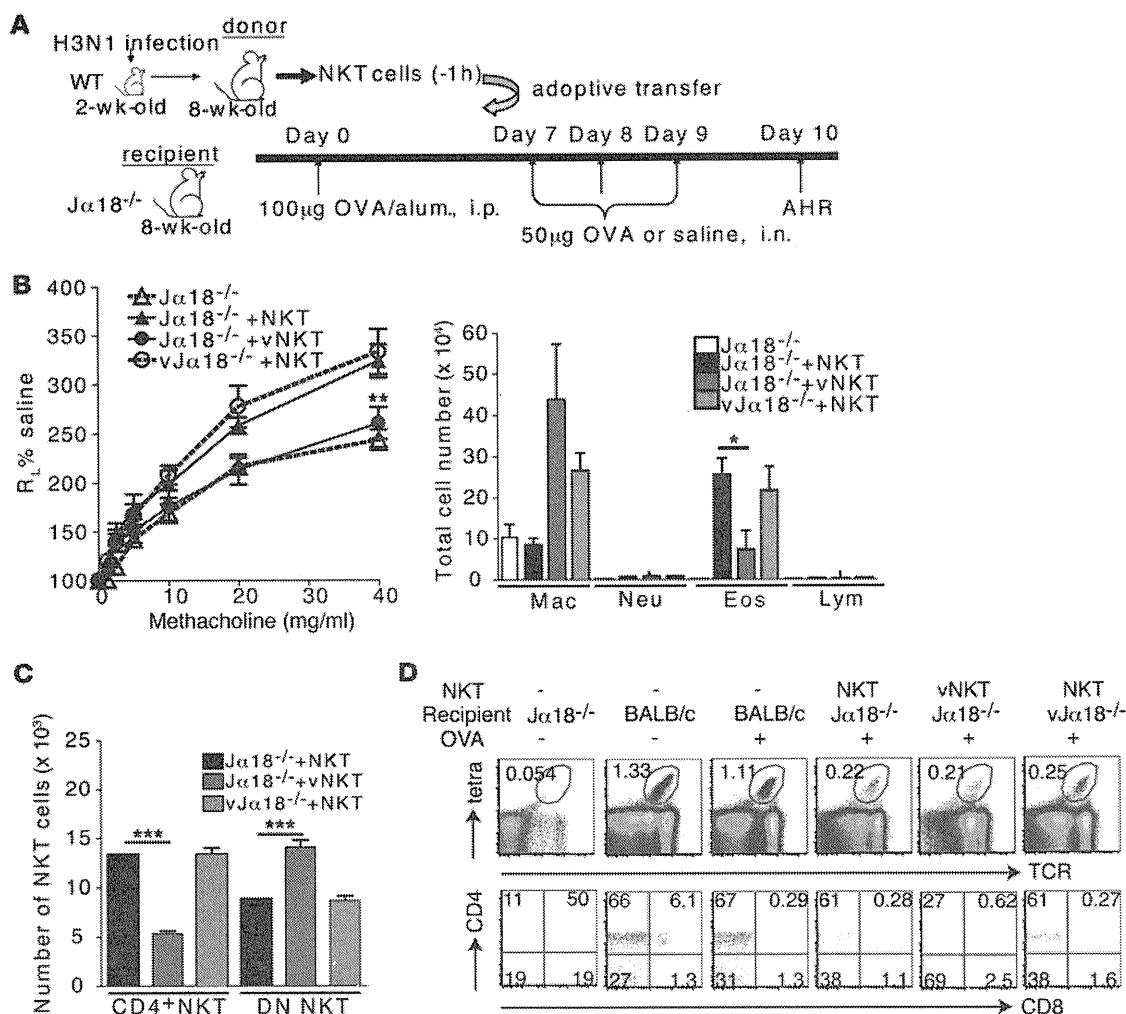 A
H3N1 infection
donor
WT
2-wk-old
8-wk-old
NKT cells (-1h)
adoptive transfer
recipient
Jα18-/-
8-wk-old
Day 0
Day 7
Day 8
Day 9
Day 10
100μg OVA/alum., i.p.
50μg OVA or saline, i.n.
AHR
B
RL% saline
400
350
300
250
200
150
100
0
10
20
30
40
Methacholine (mg/ml)
Jα18-/-
Jα18-/- +NKT
Jα18-/- +vNKT
vJα18-/- +NKT
**
Total cell number (x 10⁴)
60
50
40
30
20
10
0
Jα18-/-
Jα18-/-+NKT
Jα18-/-+vNKT
vJα18-/-+NKT
*
Mac
Neu
Eos
Lym
C
Number of NKT cells (x 10³)
25
20
15
10
5
0
Jα18-/-+NKT
Jα18-/-+vNKT
vJα18-/-+NKT
***
***
CD4+NKT
DN NKT
D
NKT - - - NKT vNKT NKT
Recipient Jα18-/- BALB/c BALB/c Jα18-/- Jα18-/- vJα18-/-
OVA - - + + + +
tetra
0.054 1.33 1.11 0.22 0.21 0.25
TCR
CD4
11 50 66 6.1 67 0.29 61 0.28 27 0.62 61 0.27
19 19 27 1.3 31 1.3 38 1.1 69 2.5 38 1.6
CD8